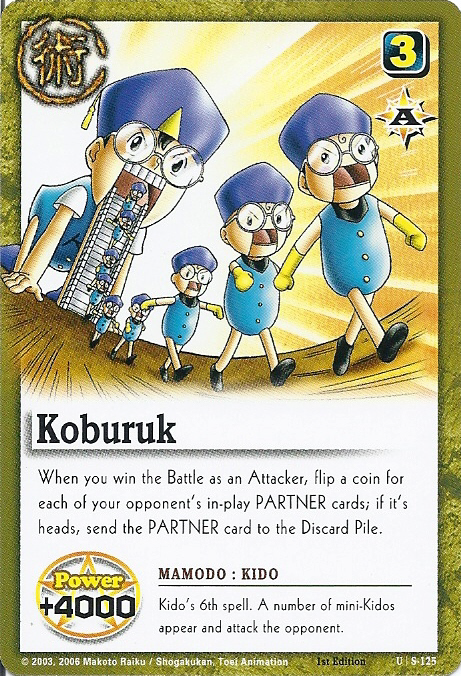 術
3
A
Koburuk
When you win the Battle as an Attacker, flip a coin for
each of your opponent's in-play PARTNER cards; if it's
heads, send the PARTNER card to the Discard Pile.
Power
+4000
MAMODO : KIDO
Kido's 6th spell. A number of mini-Kidos
appear and attack the opponent.
© 2003, 2006 Makoto Raiku / Shogakukan, Toei Animation 1st Edition U | S-125